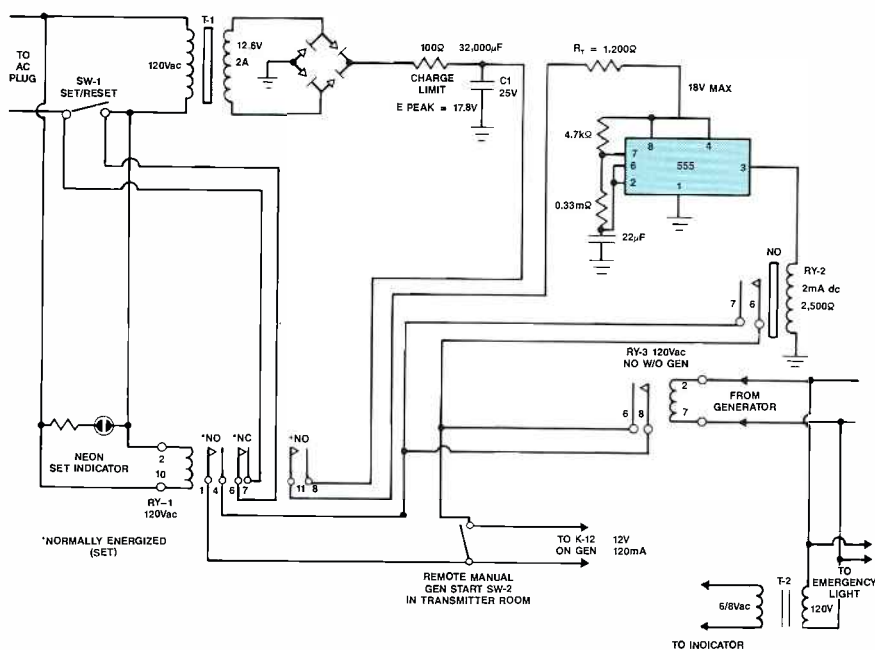 T-1
TO
AC
PLUG
SW-1
SET/RESET
120Vac
12.6V
2A
100Ω
CHARGE
LIMIT
32,000µF
C1
25V
E PEAK = 17.8V
RT = 1,200Ω
18V MAX
4.7kΩ
8
4
7
6
2
555
3
1
0.33mΩ
22µF
NO
RY-2
2mA dc
2,500Ω
7
6
RY-3 120Vac
NO W/O GEN
2
7
6
8
FROM
GENERATOR
NEON
SET INDICATOR
2
10
RY-1
120Vac
*NO
*NC
+NO
1
4
6
7
11
8
*NORMALLY ENERGIZED
(SET)
REMOTE MANUAL
GEN START SW-2
IN TRANSMITTER ROOM
TO K-12
ON GEN
12V
120mA
TO
EMERGENCY
LIGHT
T-2
6/8Vac
120V
TO INDICATOR